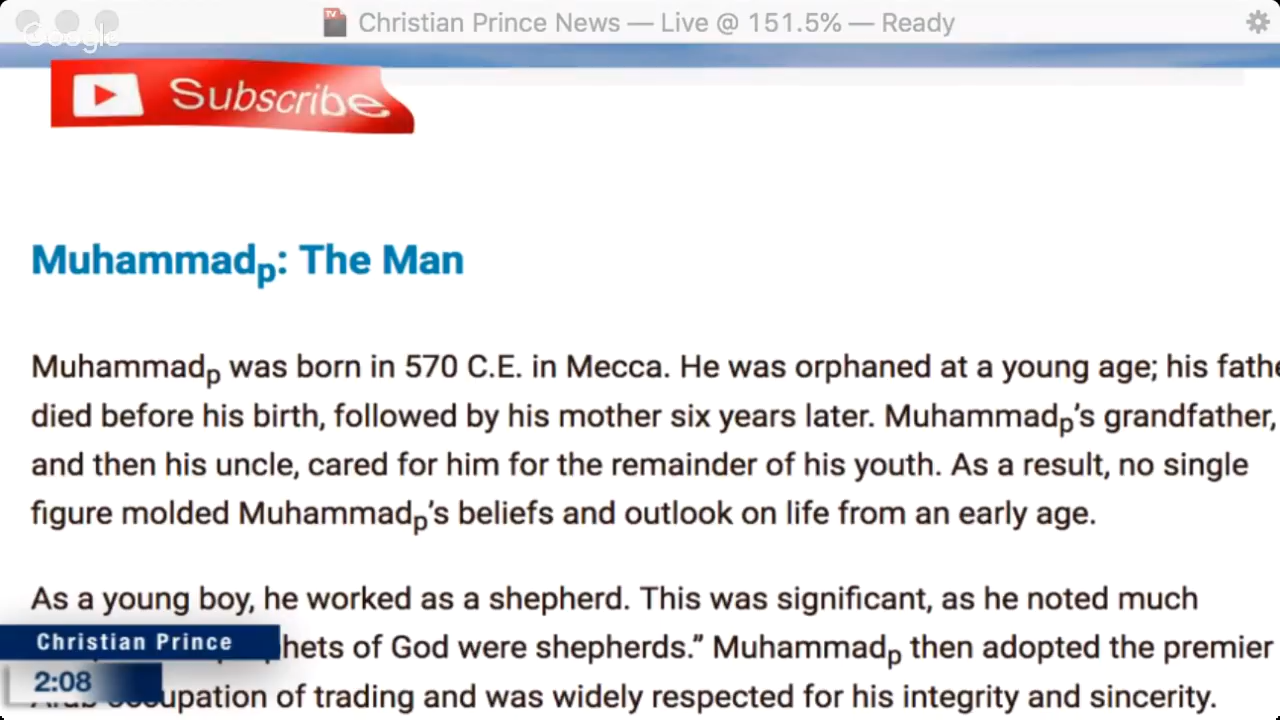 Christian Prince News — Live @ 151.5% — Ready
Google
Subscribe
Muhammadp: The Man
Muhammadp was born in 570 C.E. in Mecca. He was orphaned at a young age; his fathe
died before his birth, followed by his mother six years later. Muhammadp’s grandfather,
and then his uncle, cared for him for the remainder of his youth. As a result, no single
figure molded Muhammadp’s beliefs and outlook on life from an early age.
As a young boy, he worked as a shepherd. This was significant, as he noted much
hets of God were shepherds.” Muhammadp then adopted the premier
upation of trading and was widely respected for his integrity and sincerity.
Christian Prince
2:08